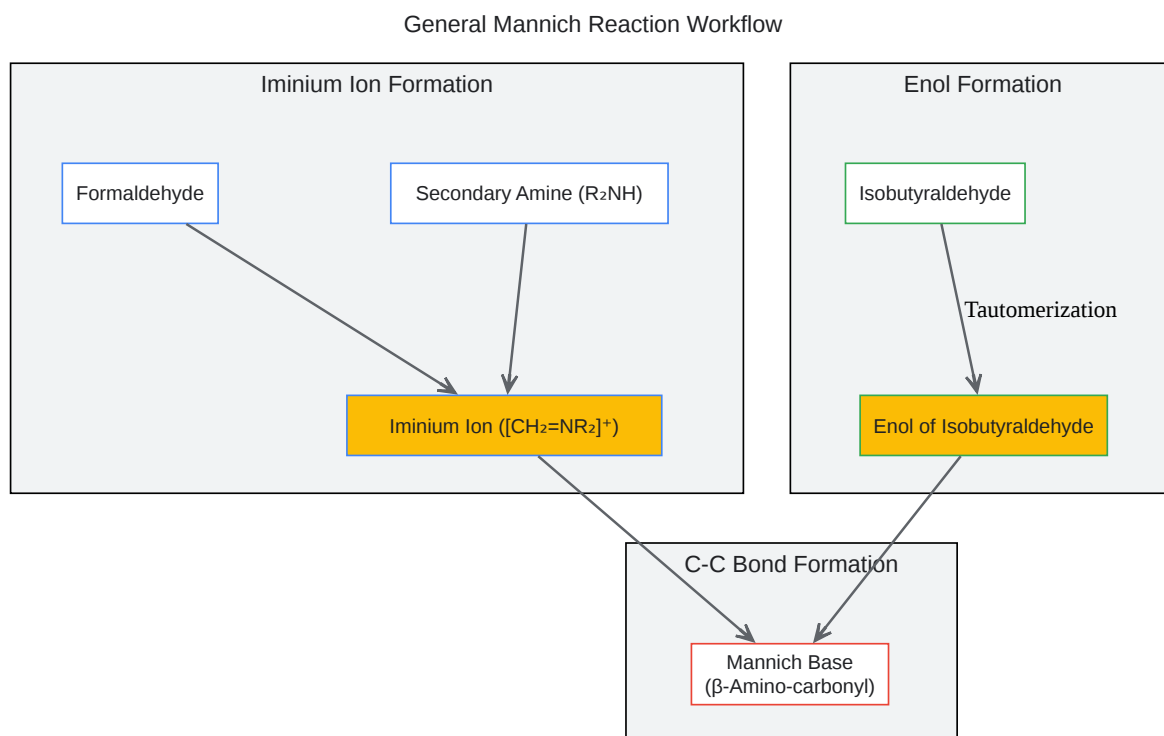 General Mannich Reaction Workflow
Iminium Ion Formation
Enol Formation
Formaldehyde
Secondary Amine (R₂NH)
Isobutyraldehyde
Tautomerization
Iminium Ion ([CH₂=NR₂]⁺)
Enol of Isobutyraldehyde
C-C Bond Formation
Mannich Base
(β-Amino-carbonyl)